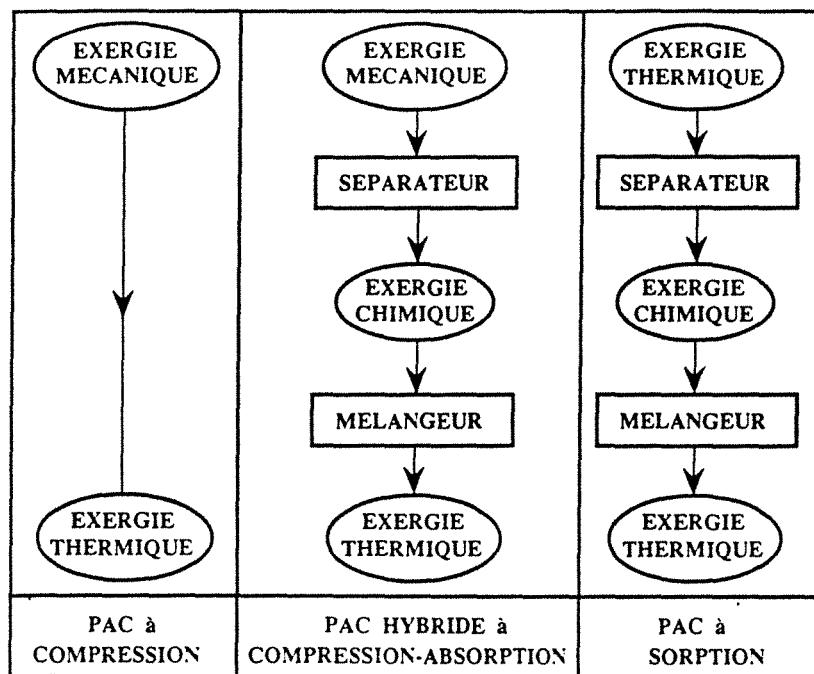 EXERGIE
MECANIQUE
EXERGIE
THERMIQUE
PAC à
COMPRESSION
EXERGIE
MECANIQUE
SEPARATEUR
EXERGIE
CHIMIQUE
MELANGEUR
EXERGIE
THERMIQUE
PAC HYBRIDE à
COMPRESSION-ABSORPTION
EXERGIE
THERMIQUE
SEPARATEUR
EXERGIE
CHIMIQUE
MELANGEUR
EXERGIE
THERMIQUE
PAC à
SORPTION